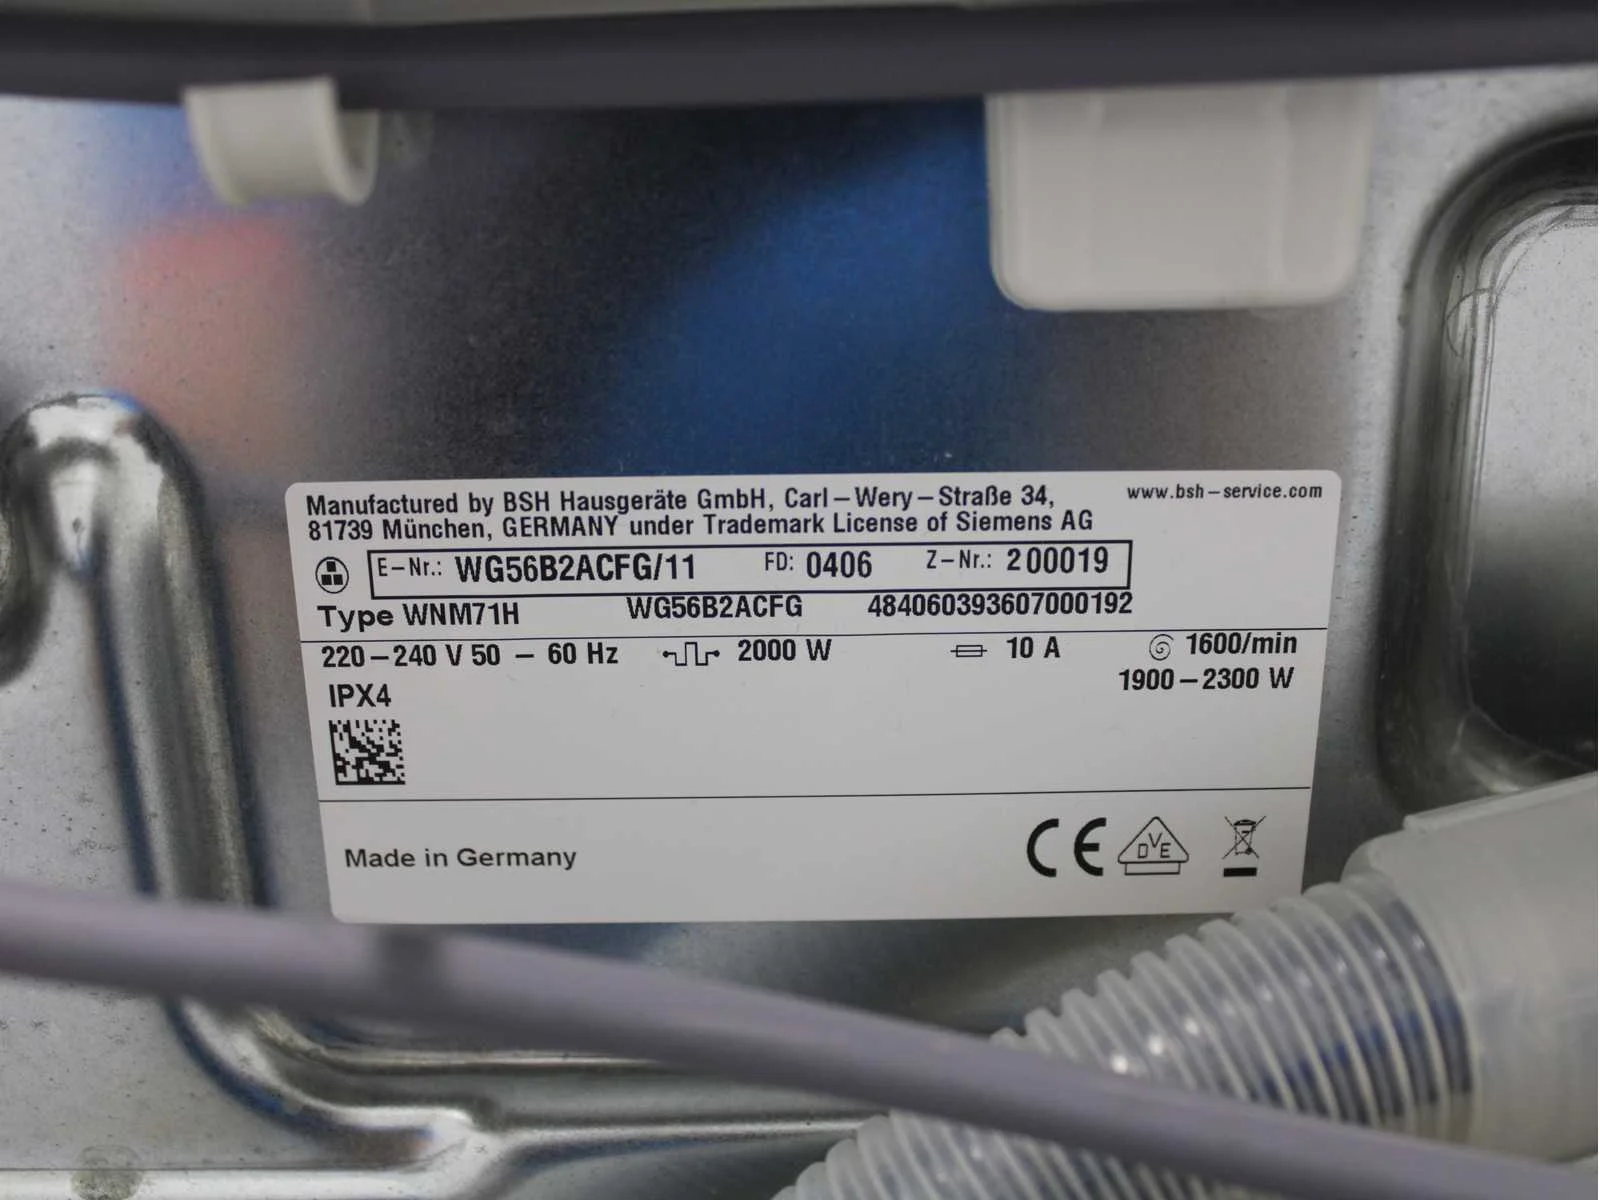 Manufactured by BSH Hausgeräte GmbH, Carl-Wery-Straße 34,
81739 München, GERMANY under Trademark License of Siemens AG
www.bsh-service.com
E-Nr.: WG56B2ACFG/11 FD: 0406 Z-Nr.: 200019
Type WNM71H WG56B2ACFG 484060393607000192
220-240 V 50 - 60 Hz 2000 W 10 A 1600/min
1900-2300 W
IPX4
Made in Germany
CE DVE